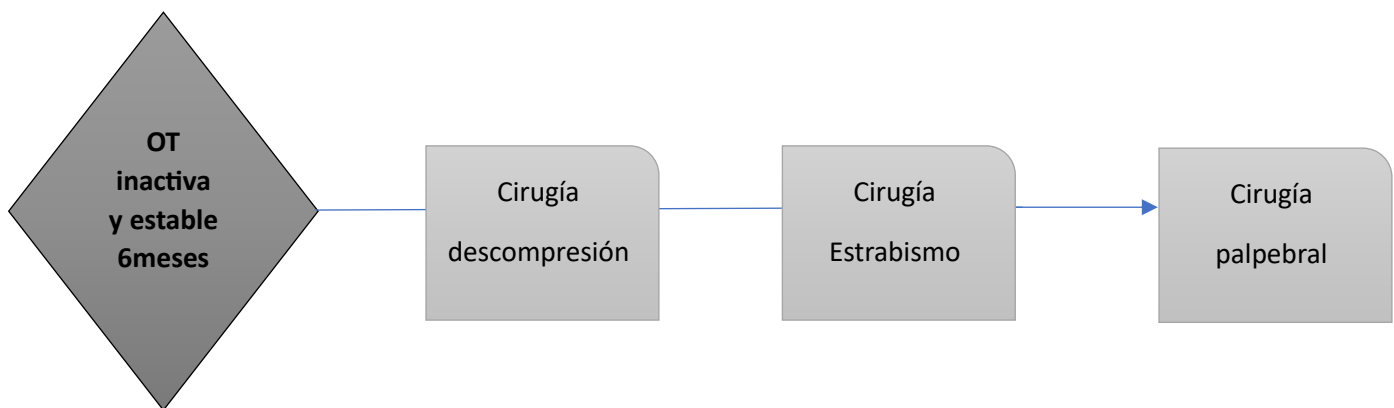 OT
inactiva
y estable
6meses
Cirugía
descompresión
Cirugía
Estrabismo
Cirugía
palpebral